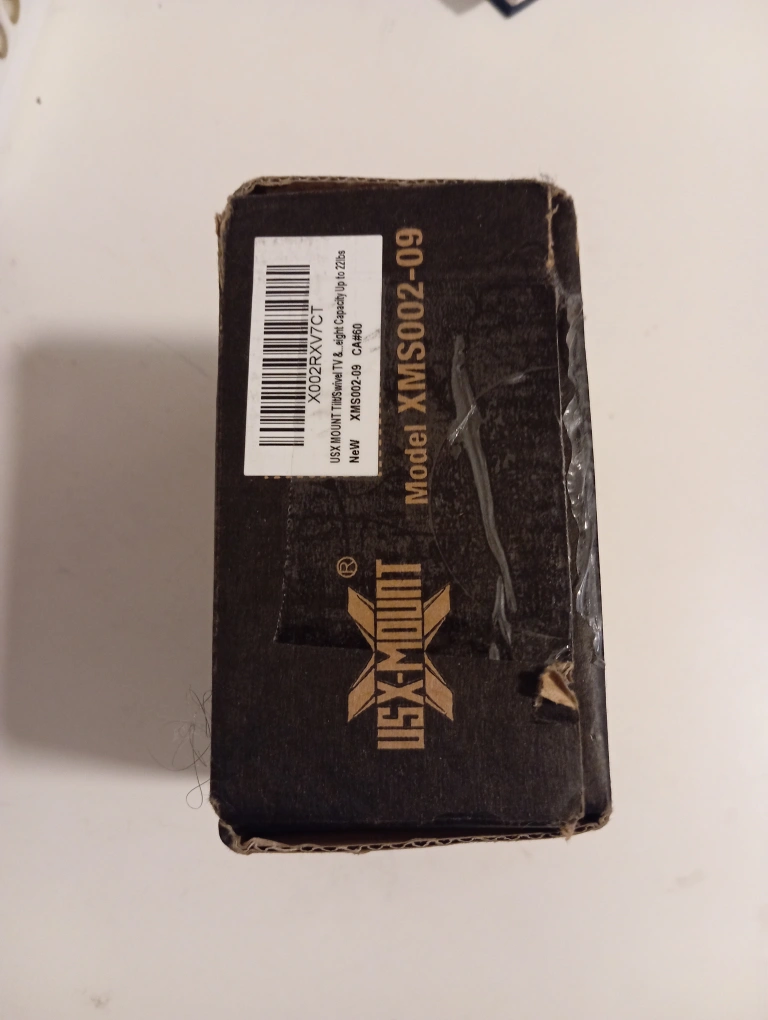 X002RXV7CT
USX MOUNT Tilt/Swivel TV &...eight Capacity Up to 22lbs
NeW XMS002-09 CA#60
Model XMS002-09
USX-MOUNT ®